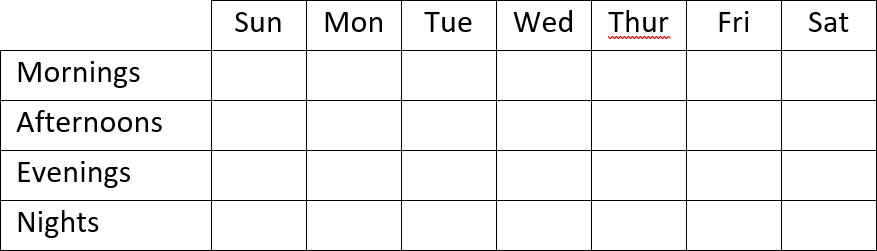 Sun Mon Tue Wed Thur Fri Sat
Mornings
Afternoons
Evenings
Nights